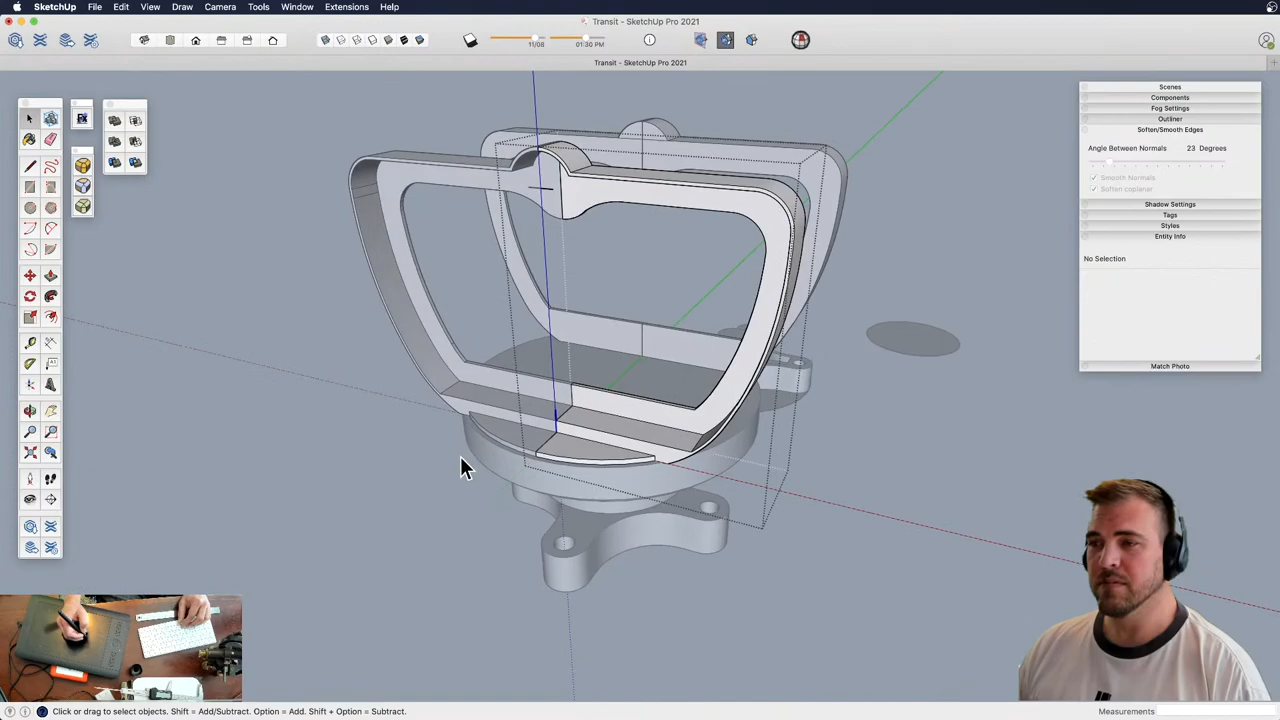 SketchUp File Edit View Draw Camera Tools Window Extensions Help
Transit - SketchUp Pro 2021
11/08 01:30 PM
Transit - SketchUp Pro 2021
Scenes
Components
Fog Settings
Outliner
Soften/Smooth Edges
Angle Between Normals 23 Degrees
Smooth Normals
Soften coplanar
Shadow Settings
Tags
Styles
Entity Info
No Selection
Match Photo
Click or drag to select objects. Shift = Add/Subtract. Option = Add. Shift + Option = Subtract. Measurements